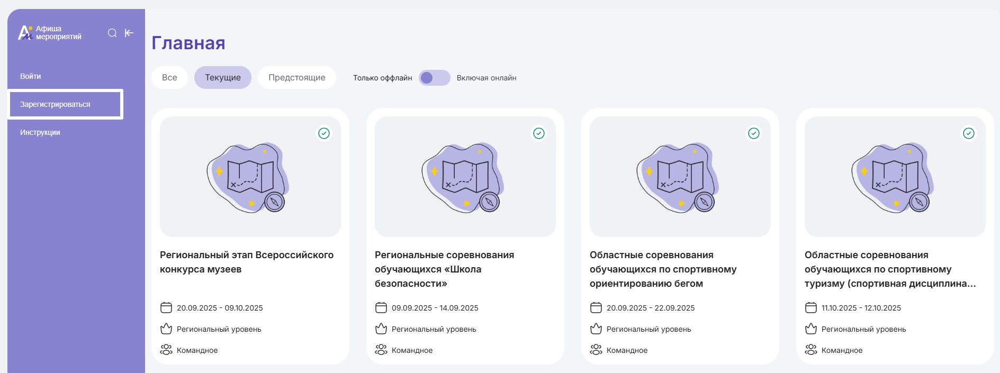 Афиша
мероприятий
Войти
Зарегистрироваться
Инструкции
Главная
Все
Текущие
Предстоящие
Только оффлайн
Включая онлайн
Региональный этап Всероссийского
конкурса музеев
20.09.2025 - 09.10.2025
Региональный уровень
Командное
Региональные соревнования
обучающихся «Школа
безопасности»
09.09.2025 - 14.09.2025
Региональный уровень
Командное
Областные соревнования
обучающихся по спортивному
ориентированию бегом
20.09.2025 - 22.09.2025
Региональный уровень
Командное
Областные соревнования
обучающихся по спортивному
туризму (спортивная дисциплина...
11.10.2025 - 12.10.2025
Региональный уровень
Командное